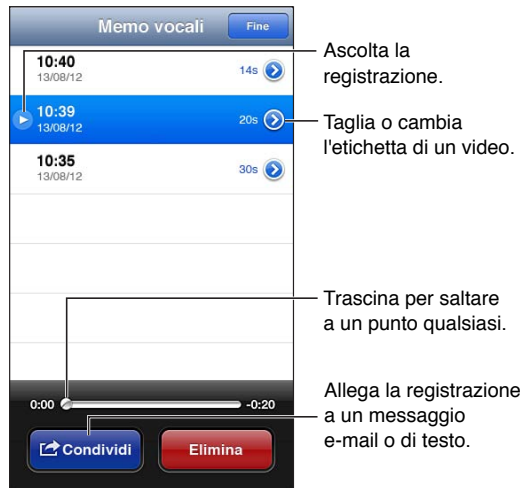 Memo vocali
Fine
10:40
13/08/12
14s
Ascolta la
registrazione.
10:39
13/08/12
20s
Taglia o cambia
l'etichetta di un video.
10:35
13/08/12
30s
Trascina per saltare
a un punto qualsiasi.
0:00
-0:20
Allega la registrazione
a un messaggio
e-mail o di testo.
Condividi
Elimina